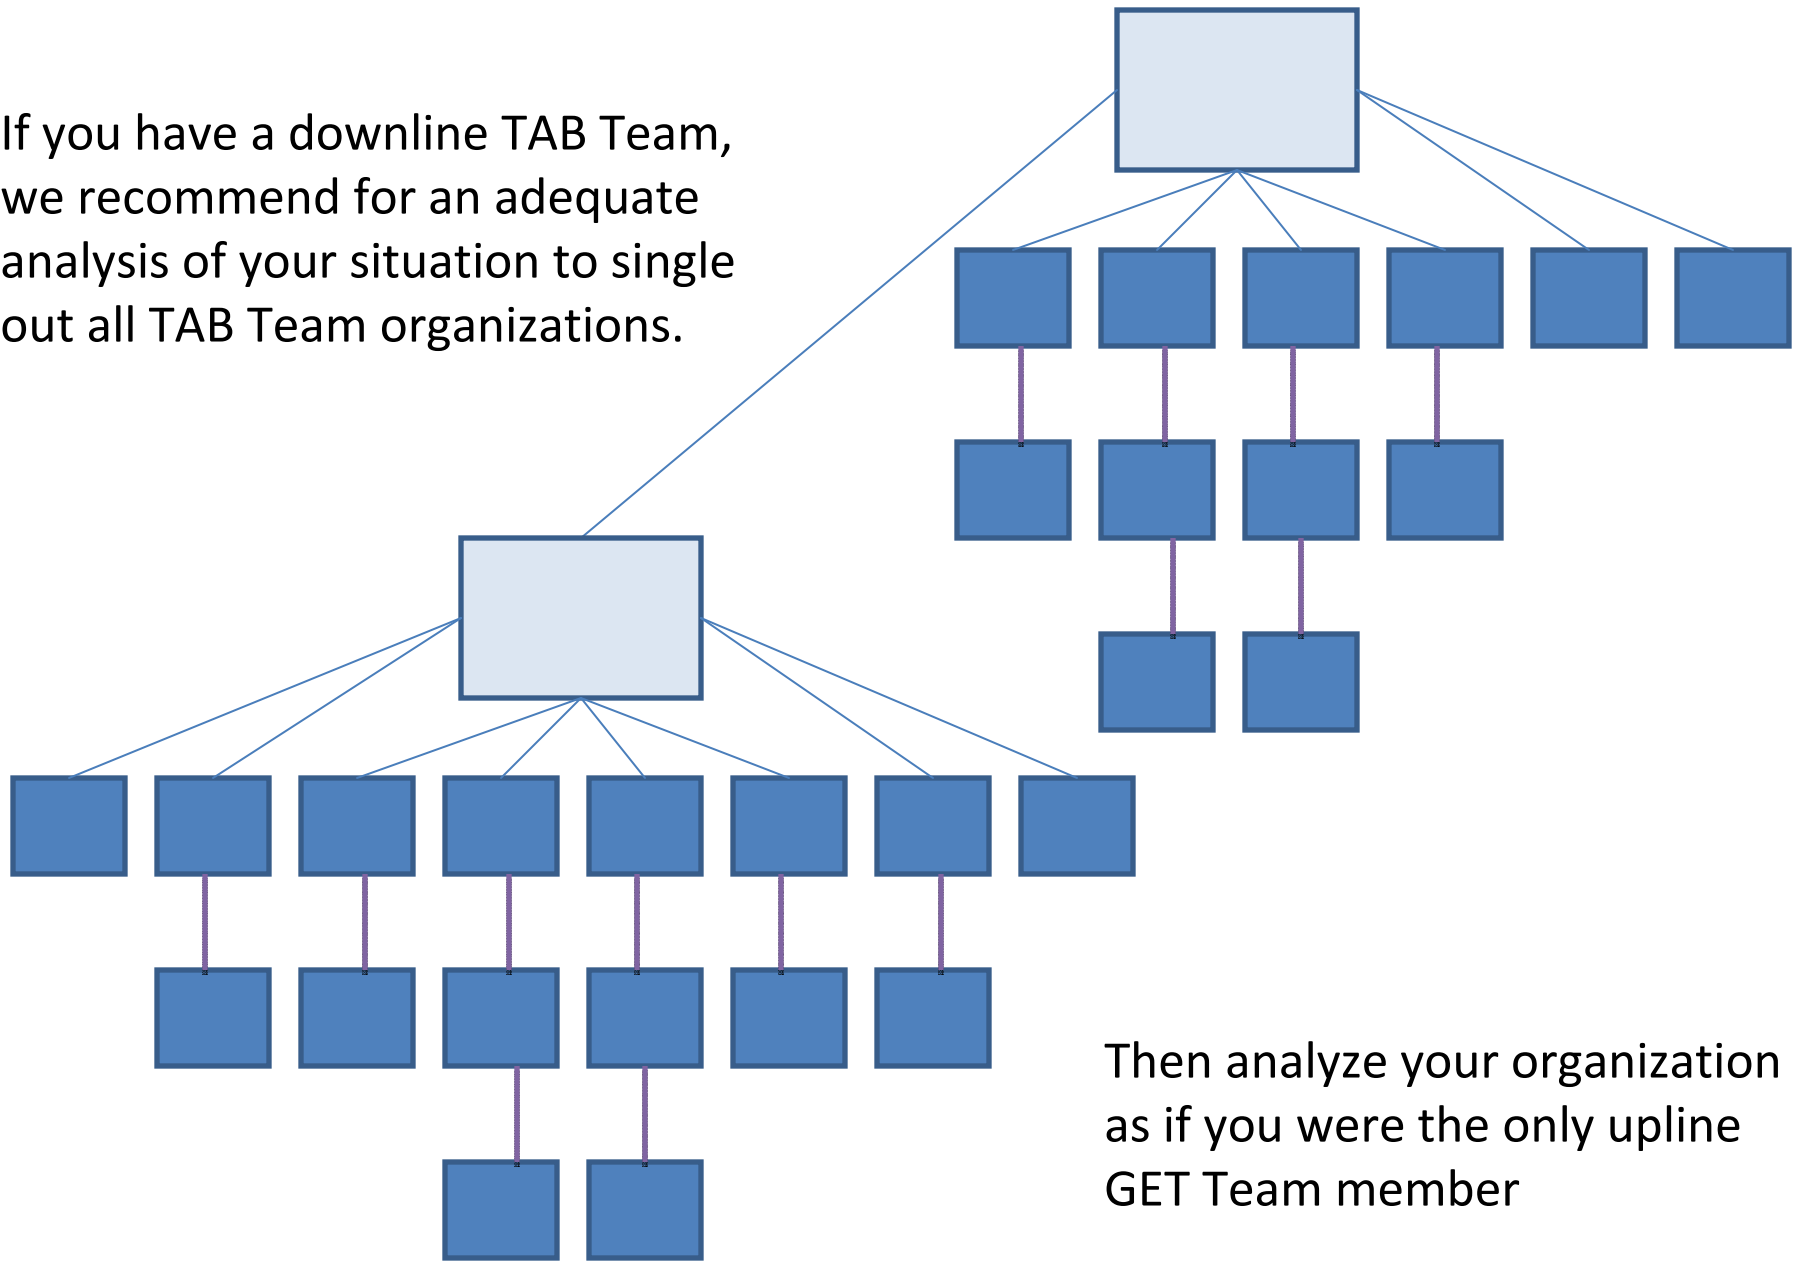 If you have a downline TAB Team,
we recommend for an adequate
analysis of your situation to single
out all TAB Team organizations.
Then analyze your organization
as if you were the only upline
GET Team member